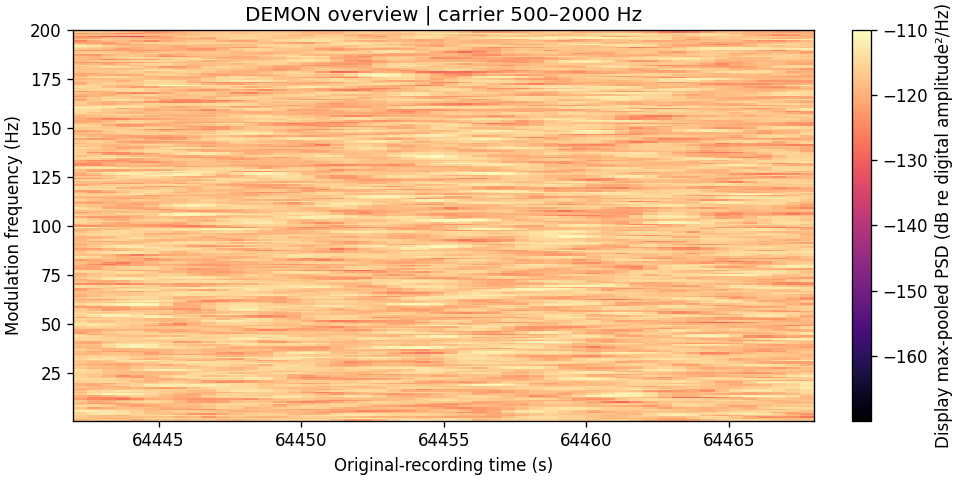 DEMON overview | carrier 500–2000 Hz
200
175
150
125
100
75
50
25
Modulation frequency (Hz)
64445 64450 64455 64460 64465
Original-recording time (s)
−110
−120
−130
−140
−150
−160
Display max-pooled PSD (dB re digital amplitude²/Hz)